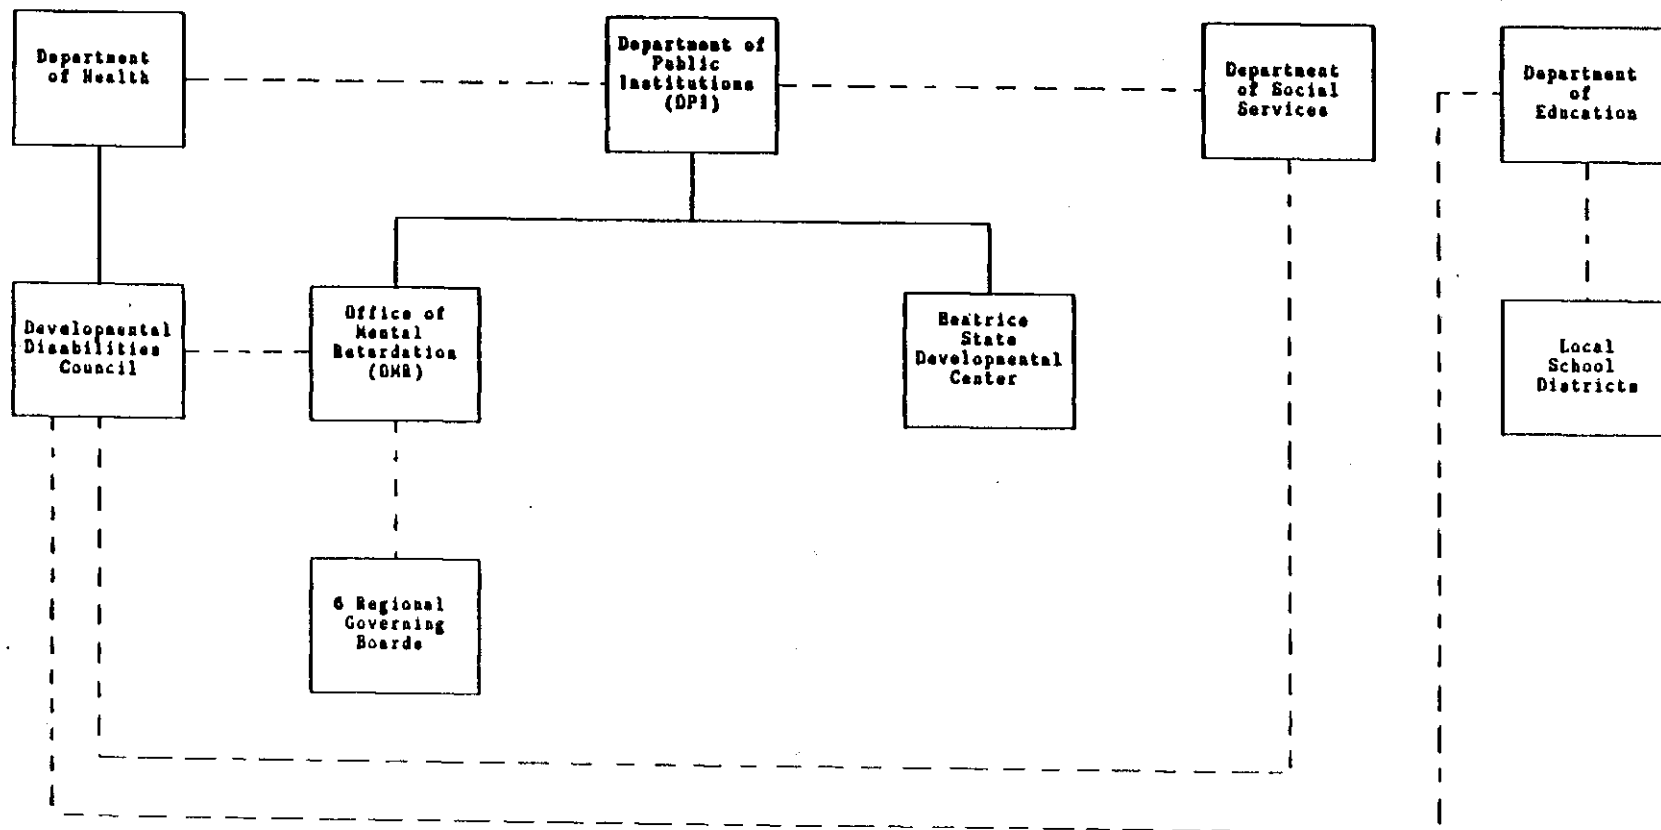 Department
of Health
Department of
Public
Institutions
(DPI)
Department
of Social
Services
Department
of
Education
Developmental
Disabilities
Council
Office of
Mental
Retardation
(OMR)
Beatrice
State
Developmental
Center
Local
School
Districts
6 Regional
Governing
Boards